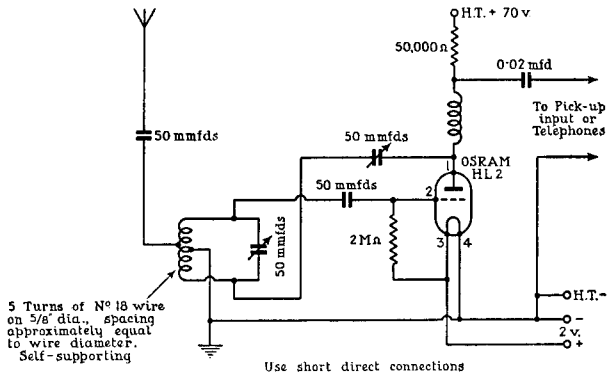 H.T. + 70 v.
50,000 Ω
0·02 mfd
To Pick-up
input or
Telephones
50 mmfds
50 mmfds
1
OSRAM
HL 2
50 mmfds
2
50 mmfds
2 MΩ
3
4
5 Turns of Nº 18 wire
on 5/8" dia., spacing
approximately equal
to wire diameter.
Self-supporting
H.T.-
-
2 v.
+
Use short direct connections